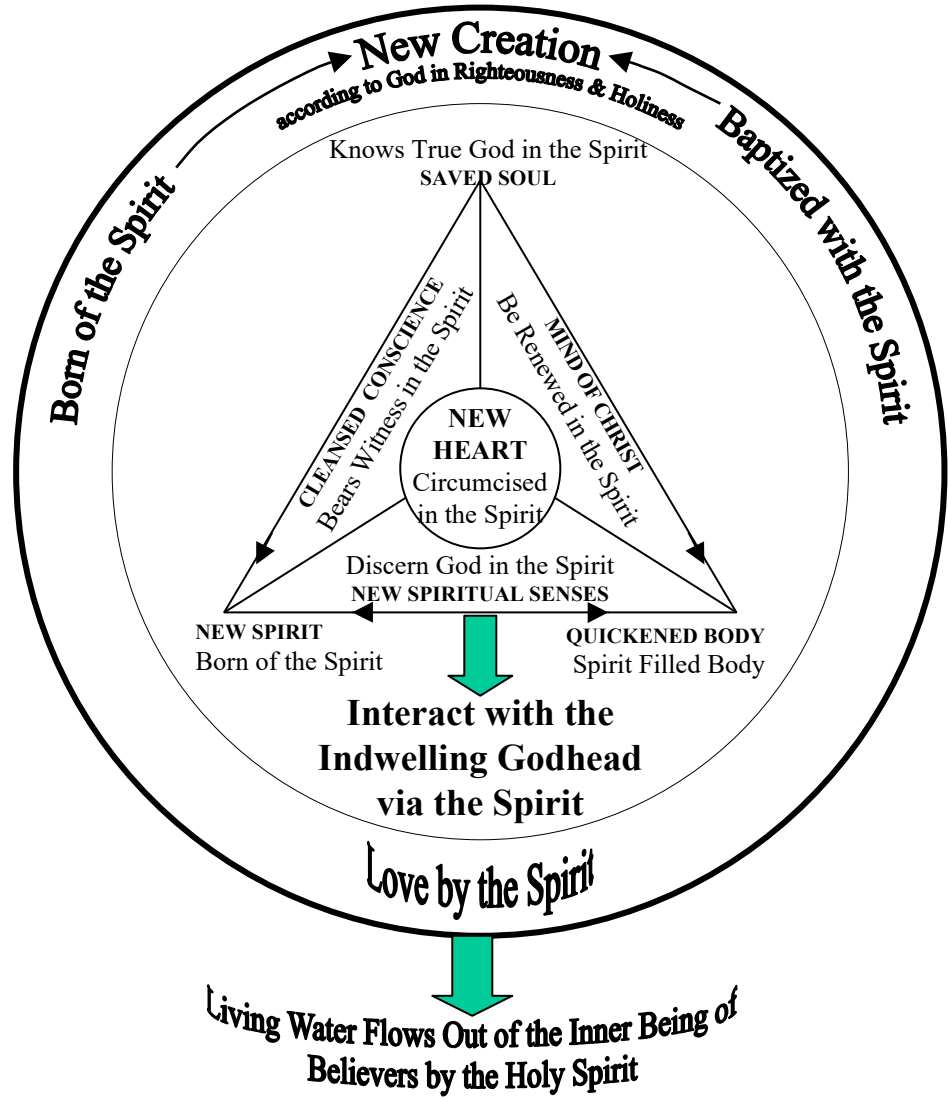 New Creation
according to God in Righteousness & Holiness
Born of the Spirit
Baptized with the Spirit
Knows True God in the Spirit
SAVED SOUL
CLEANSED CONSCIENCE
Bears Witness in the Spirit
MIND OF CHRIST
Be Renewed in the Spirit
NEW
HEART
Circumcised
in the Spirit
Discern God in the Spirit
NEW SPIRITUAL SENSES
NEW SPIRIT
Born of the Spirit
QUICKENED BODY
Spirit Filled Body
Interact with the
Indwelling Godhead
via the Spirit
Love by the Spirit
Living Water Flows Out of the Inner Being of
Believers by the Holy Spirit